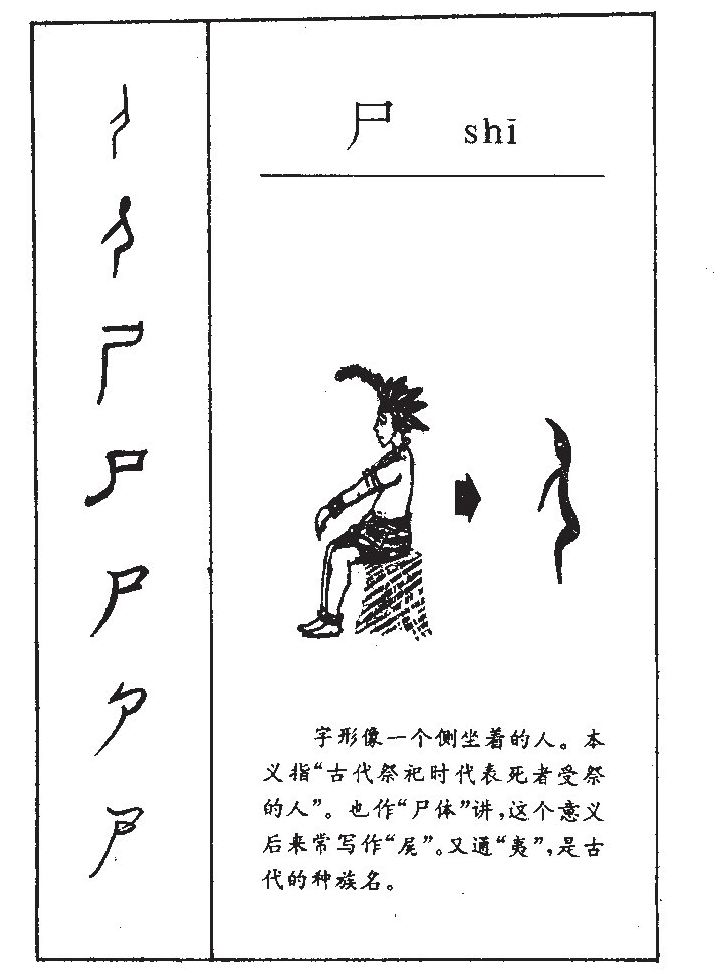 尸 shī
字形像一个侧坐着的人。本
义指“古代祭祀时代表死者受祭
的人”。也作“尸体”讲,这个意义
后来常写作“屍”。又通“夷”,是古
代的种族名。